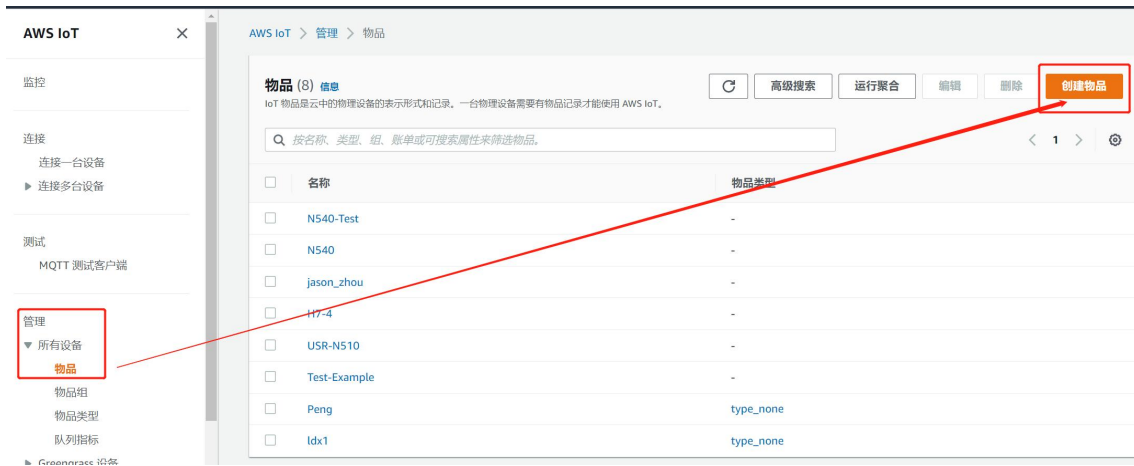 AWS IoT
监控
连接
连接一台设备
连接多台设备
测试
MQTT 测试客户端
管理
所有设备
物品
物品组
物品类型
队列指标
Greengrass 设备
AWS IoT > 管理 > 物品
物品 (8) 信息
IoT 物品是云中的物理设备的表示形式和记录。一台物理设备需要有物品记录才能使用 AWS IoT。
高级搜索 运行聚合 编辑 删除 创建物品
按名称、类型、组、账单或可搜索属性来筛选物品。
1
名称 物品类型
N540-Test -
N540 -
jason_zhou -
H7-4 -
USR-N510 -
Test-Example -
Peng type_none
ldx1 type_none